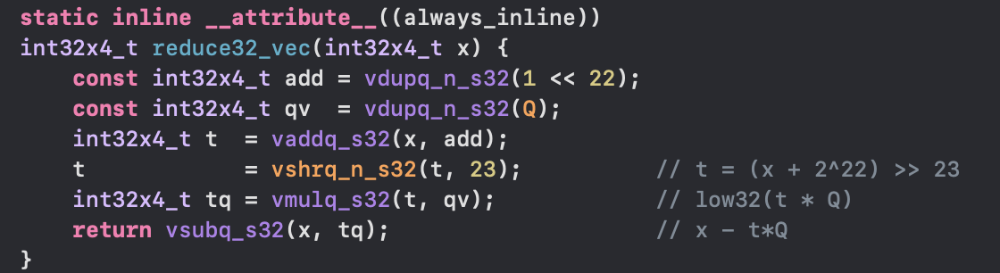 static inline __attribute__((always_inline))
int32x4_t reduce32_vec(int32x4_t x) {
    const int32x4_t add = vdupq_n_s32(1 << 22);
    const int32x4_t qv  = vdupq_n_s32(Q);
    int32x4_t t  = vaddq_s32(x, add);
    t            = vshrq_n_s32(t, 23);          // t = (x + 2^22) >> 23
    int32x4_t tq = vmulq_s32(t, qv);            // low32(t * Q)
    return vsubq_s32(x, tq);                    // x - t*Q
}